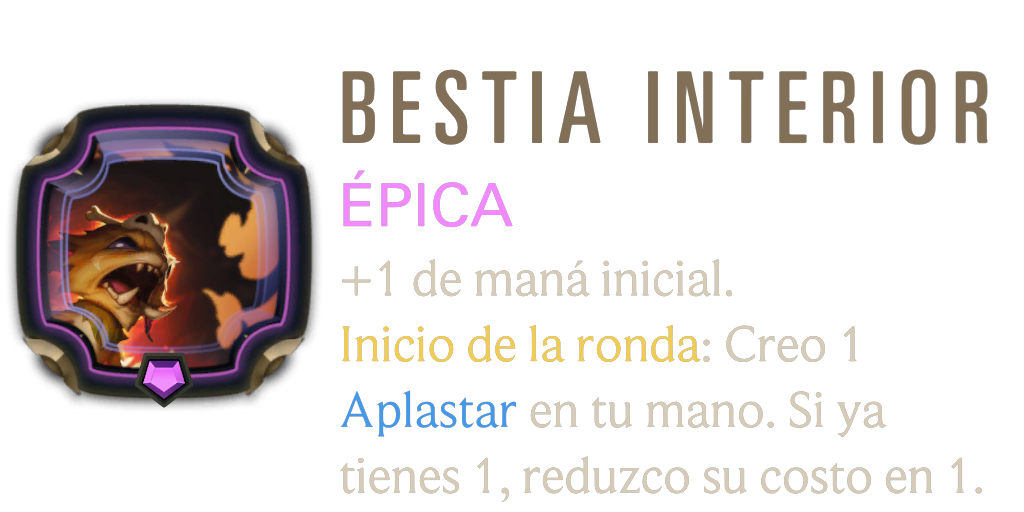 BESTIA INTERIOR
ÉPICA
+1 de maná inicial.
Inicio de la ronda: Creo 1
Aplastar en tu mano. Si ya
tienes 1, reduzco su costo en 1.